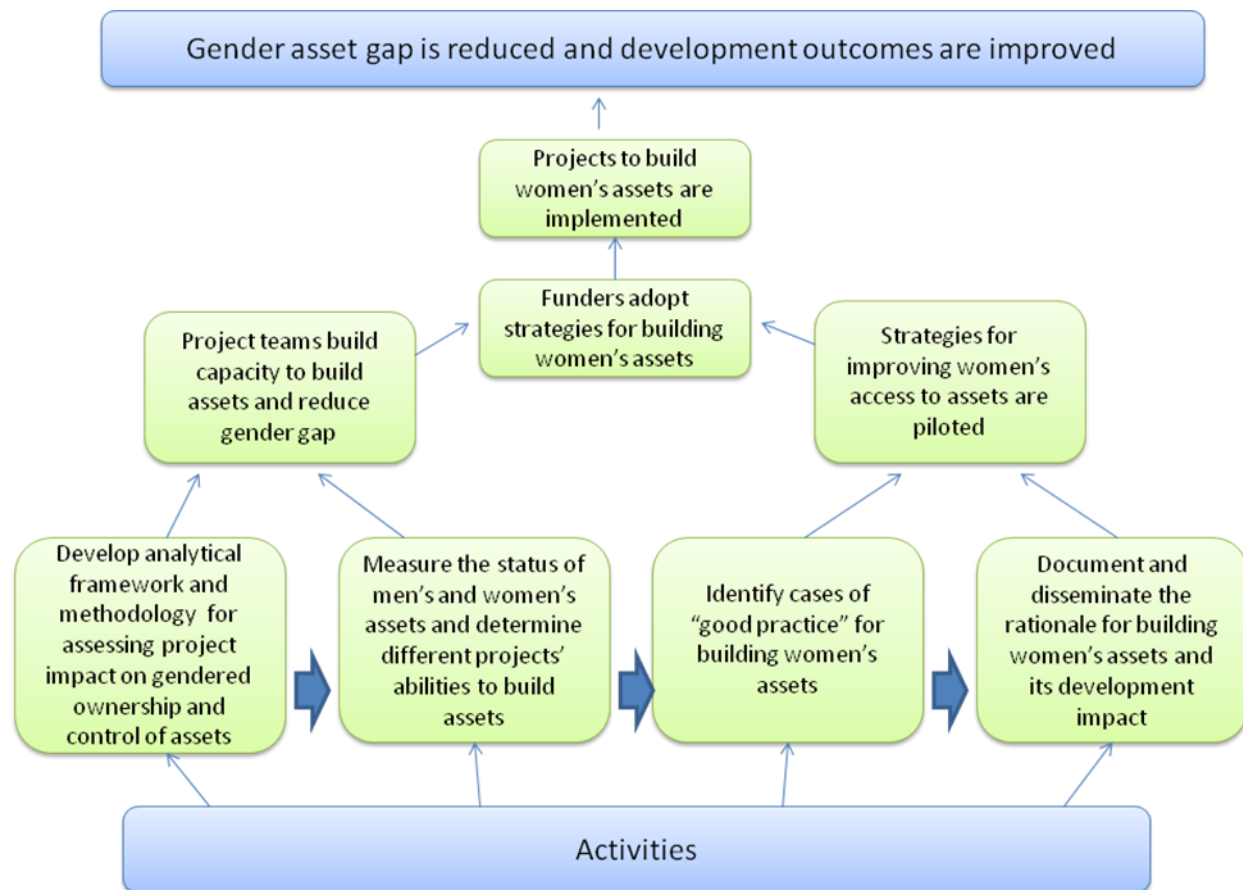 Gender asset gap is reduced and development outcomes are improved
Projects to build
women's assets are
implemented
Funders adopt
strategies for building
women's assets
Project teams build
capacity to build
assets and reduce
gender gap
Strategies for
improving women's
access to assets are
piloted
Develop analytical
framework and
methodology for
assessing project
impact on gendered
ownership and
control of assets
Measure the status of
men's and women's
assets and determine
different projects'
abilities to build
assets
Identify cases of
"good practice" for
building women's
assets
Document and
disseminate the
rationale for building
women's assets and
its development
impact
Activities